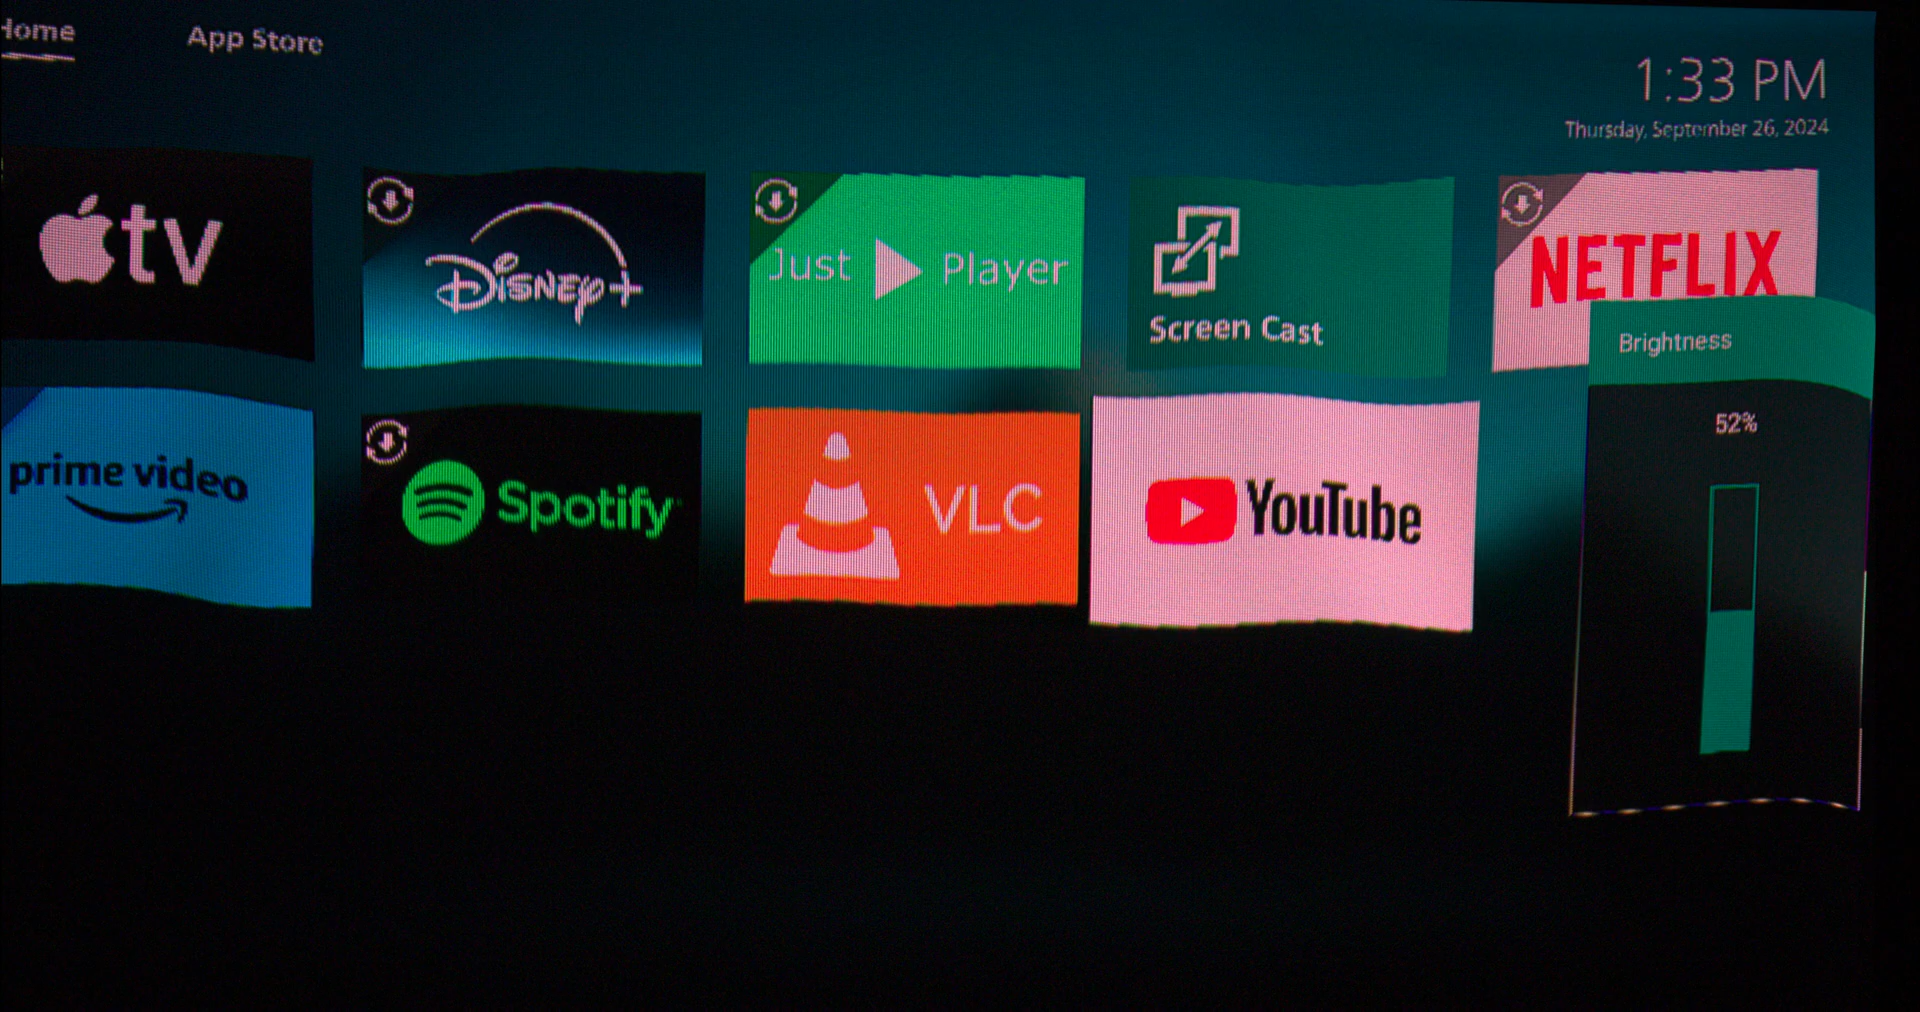 Home
App Store
1:33 PM
Thursday, September 26, 2024
tv
Disney+
Just Player
Screen Cast
NETFLIX
Brightness
52%
prime video
Spotify
VLC
YouTube